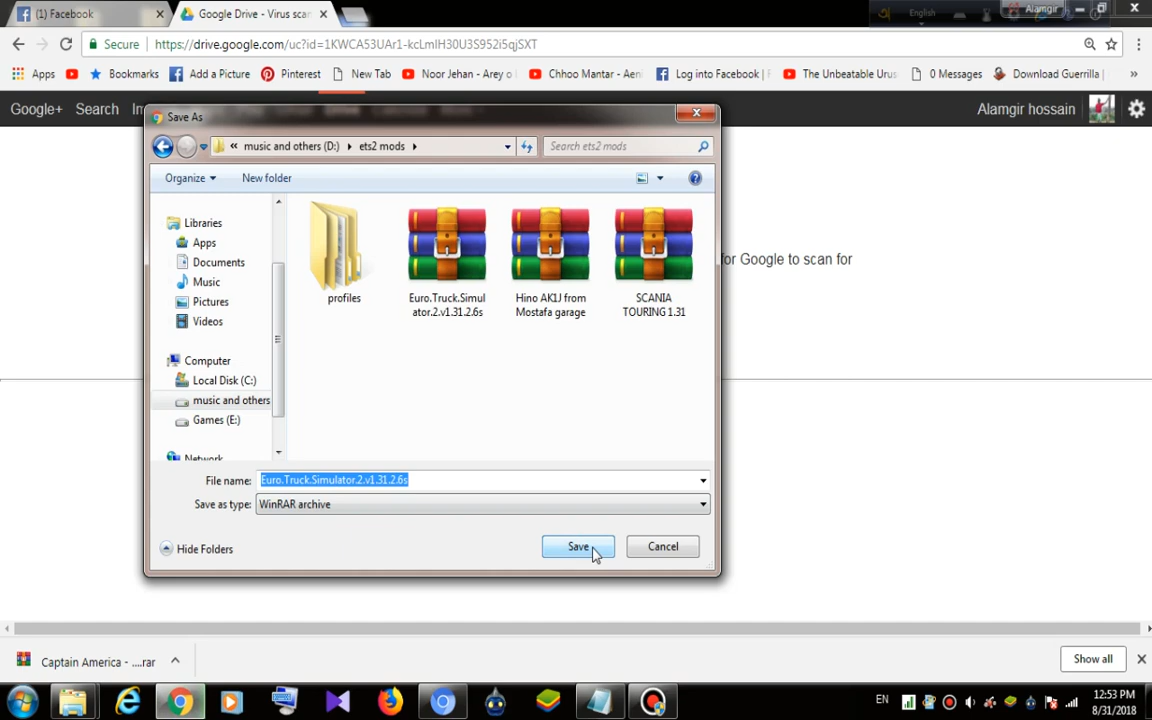 (1) Facebook
Google Drive - Virus scan
Alamgir
English
Secure
https://drive.google.com/uc?id=1KWCA53UAr1-kcLmIH30U3S952i5qjSXT
Apps
Bookmarks
Add a Picture
Pinterest
New Tab
Noor Jehan - Arey o
Chhoo Mantar - Aen
Log into Facebook |
The Unbeatable Urus
0 Messages
Download Guerrilla
»
Google+ Search
Alamgir hossain
Save As
« music and others (D:) ets2 mods
Search ets2 mods
Organize
New folder
Libraries
Apps
Documents
Music
Pictures
Videos
Computer
Local Disk (C:)
music and others
Games (E:)
Network
profiles
Euro.Truck.Simul
ator.2.v1.31.2.6s
Hino AK1J from
Mostafa garage
SCANIA
TOURING 1.31
for Google to scan for
File name: Euro.Truck.Simulator.2.v1.31.2.6s
Save as type: WinRAR archive
Hide Folders
Save
Cancel
Captain America - ....rar
Show all
EN
12:53 PM
8/31/2018